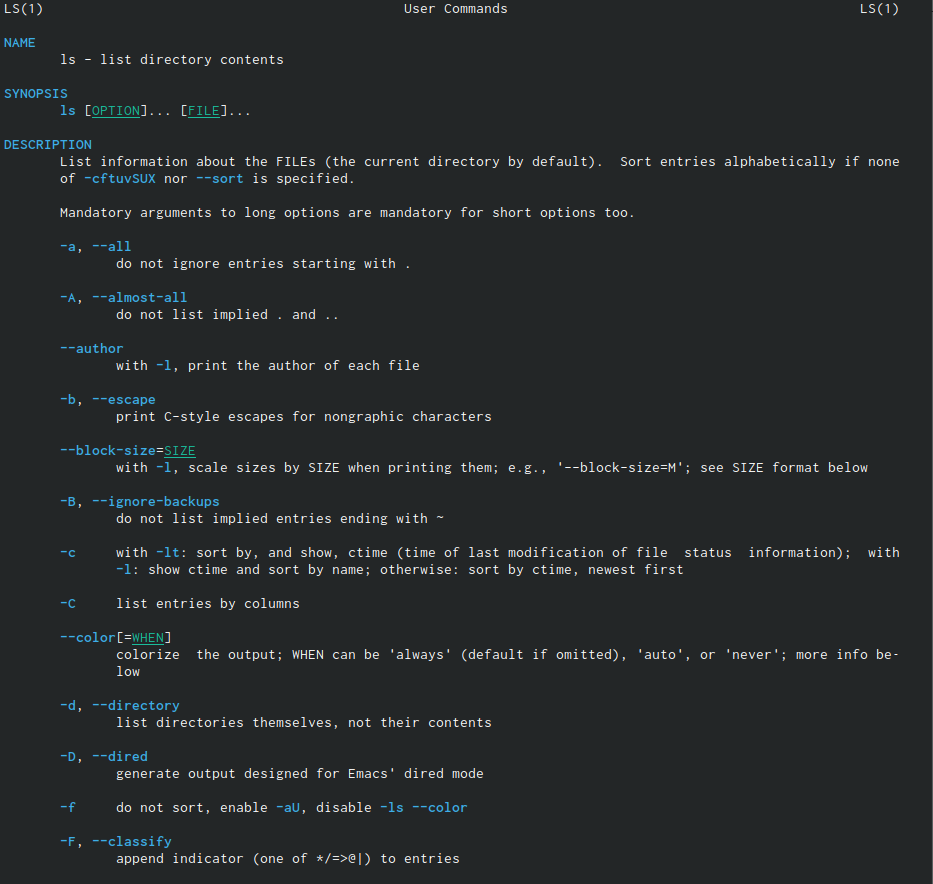 LS(1) User Commands LS(1)
NAME
ls - list directory contents
SYNOPSIS
ls [OPTION]... [FILE]...
DESCRIPTION
List information about the FILEs (the current directory by default).  Sort entries alphabetically if none
of -cftuvSUX nor --sort is specified.
Mandatory arguments to long options are mandatory for short options too.
-a, --all
do not ignore entries starting with .
-A, --almost-all
do not list implied . and ..
--author
with -l, print the author of each file
-b, --escape
print C-style escapes for nongraphic characters
--block-size=SIZE
with -l, scale sizes by SIZE when printing them; e.g., '--block-size=M'; see SIZE format below
-B, --ignore-backups
do not list implied entries ending with ~
-c     with -lt: sort by, and show, ctime (time of last modification of file  status  information);  with
-l: show ctime and sort by name; otherwise: sort by ctime, newest first
-C     list entries by columns
--color[=WHEN]
colorize  the output; WHEN can be 'always' (default if omitted), 'auto', or 'never'; more info be-
low
-d, --directory
list directories themselves, not their contents
-D, --dired
generate output designed for Emacs' dired mode
-f     do not sort, enable -aU, disable -ls --color
-F, --classify
append indicator (one of */=>@|) to entries